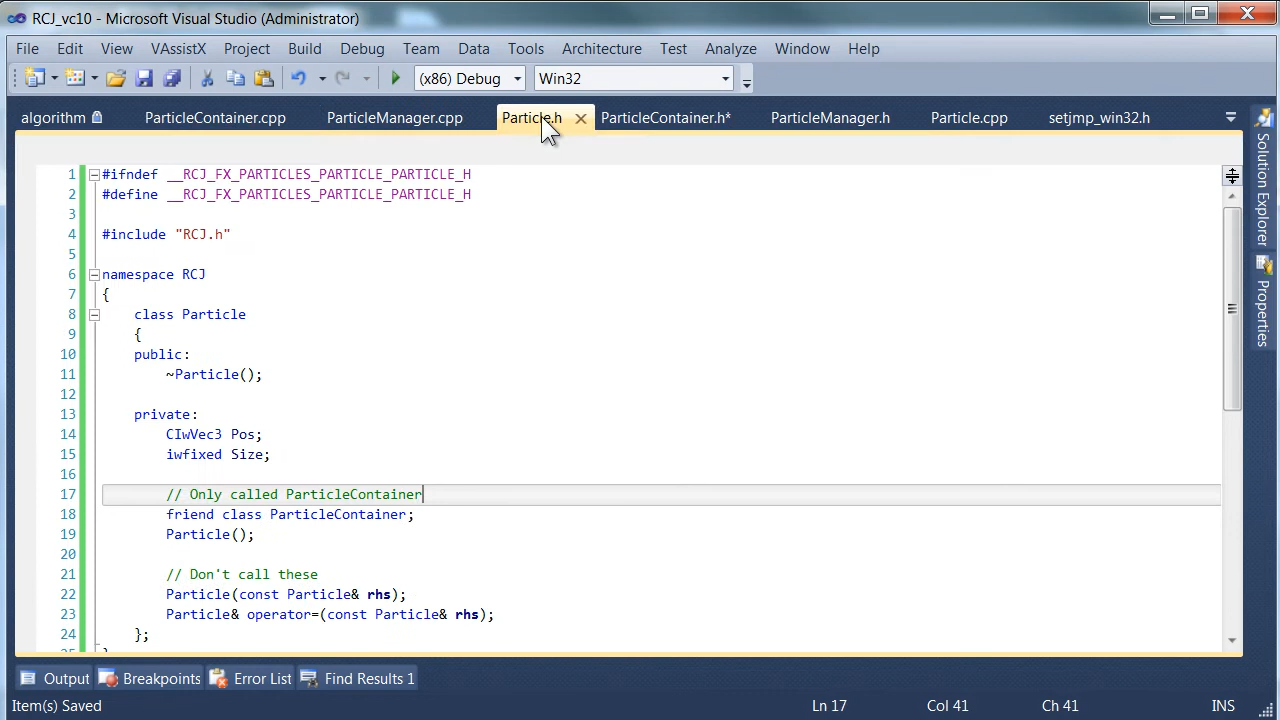 RCJ_vc10 - Microsoft Visual Studio (Administrator)
File Edit View VAssistX Project Build Debug Team Data Tools Architecture Test Analyze Window Help
(x86) Debug Win32
algorithm ParticleContainer.cpp ParticleManager.cpp Particle.h ParticleContainer.h* ParticleManager.h Particle.cpp setjmp_win32.h
1 #ifndef __RCJ_FX_PARTICLES_PARTICLE_PARTICLE_H
2 #define __RCJ_FX_PARTICLES_PARTICLE_PARTICLE_H
3
4 #include "RCJ.h"
5
6 namespace RCJ
7 {
8 class Particle
9 {
10 public:
11 ~Particle();
12
13 private:
14 CIwVec3 Pos;
15 iwfixed Size;
16
17 // Only called ParticleContainer
18 friend class ParticleContainer;
19 Particle();
20
21 // Don't call these
22 Particle(const Particle& rhs);
23 Particle& operator=(const Particle& rhs);
24 };
Solution Explorer
Properties
Output Breakpoints Error List Find Results 1
Item(s) Saved Ln 17 Col 41 Ch 41 INS